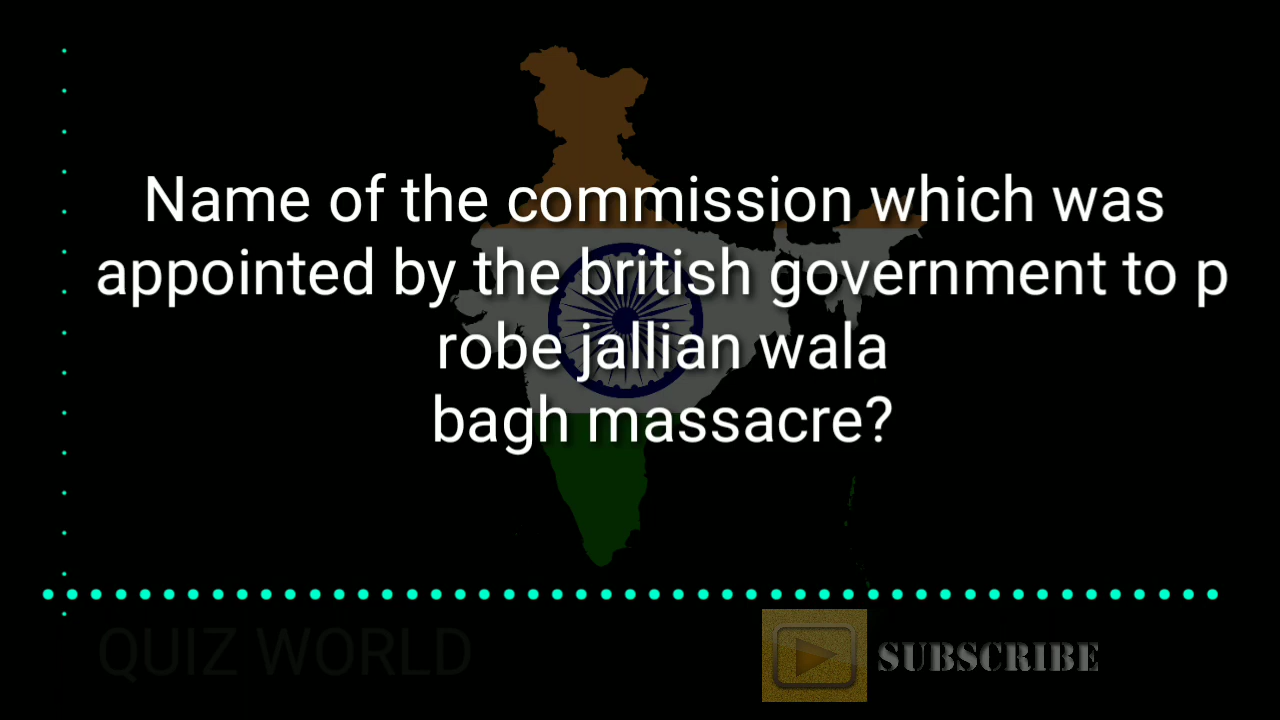 Name of the commission which was
appointed by the british government to p
robe jallian wala
bagh massacre?
QUIZ WORLD
SUBSCRIBE